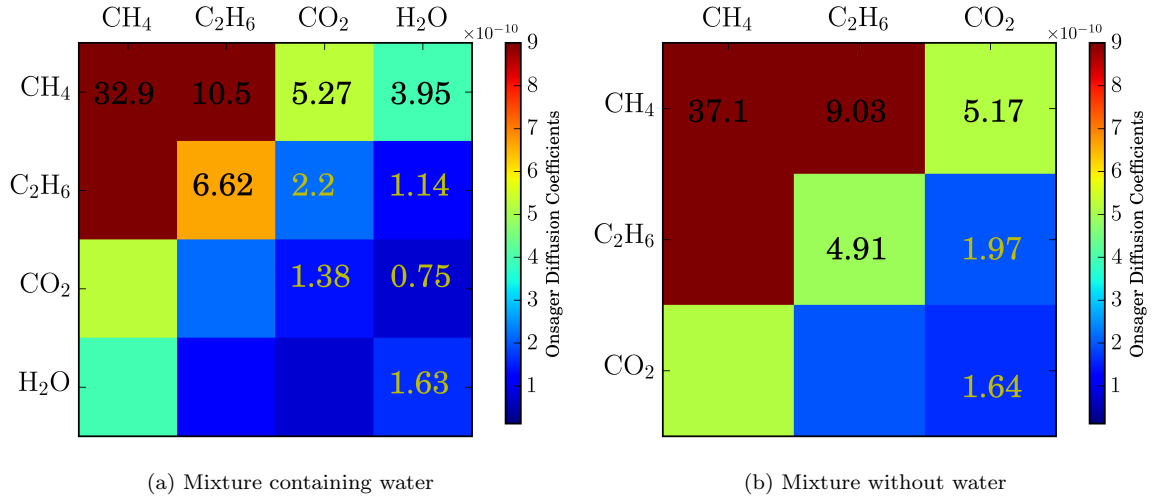 CH₄ C₂H₆ CO₂ H₂O
×10⁻¹⁰
CH₄ 32.9 10.5 5.27 3.95
C₂H₆ 6.62 2.2 1.14
CO₂ 1.38 0.75
H₂O 1.63
9
8
7
6
5
4
3
2
1
Onsager Diffusion Coefficients
(a) Mixture containing water
CH₄ C₂H₆ CO₂
×10⁻¹⁰
CH₄ 37.1 9.03 5.17
C₂H₆ 4.91 1.97
CO₂ 1.64
9
8
7
6
5
4
3
2
1
Onsager Diffusion Coefficients
(b) Mixture without water